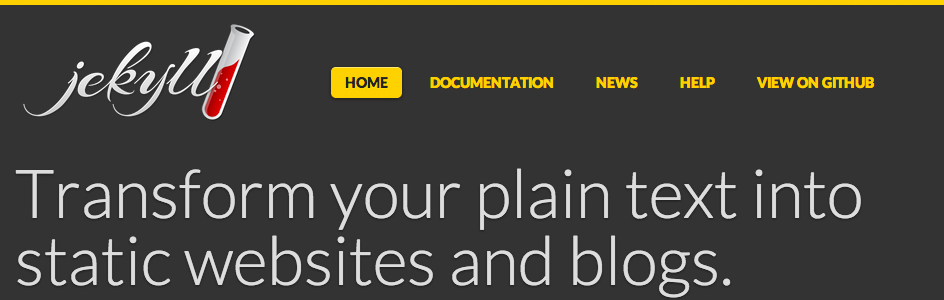 jekyll
HOME DOCUMENTATION NEWS HELP VIEW ON GITHUB
Transform your plain text into
static websites and blogs.